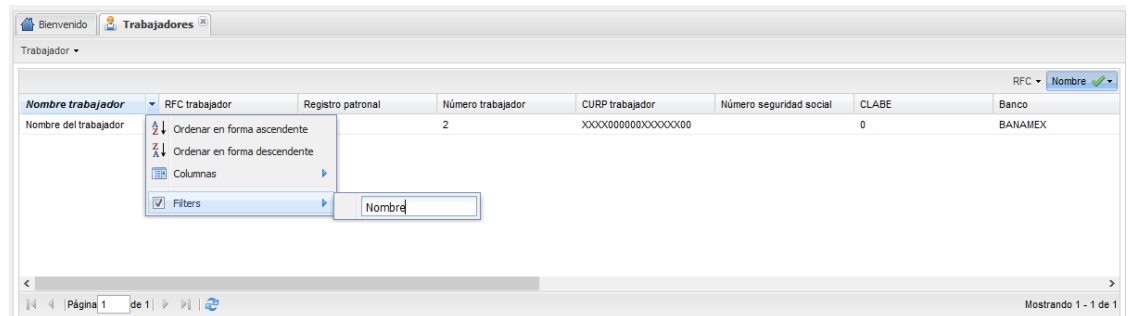 Bienvenido Trabajadores
Trabajador
RFC Nombre
Nombre trabajador RFC trabajador Registro patronal Número trabajador CURP trabajador Número seguridad social CLABE Banco
Nombre del trabajador 2 XXXX000000XXXXXX00 0 BANAMEX
Ordenar en forma ascendente
Ordenar en forma descendente
Columnas
Filters Nombre
Página 1 de 1 Mostrando 1 - 1 de 1